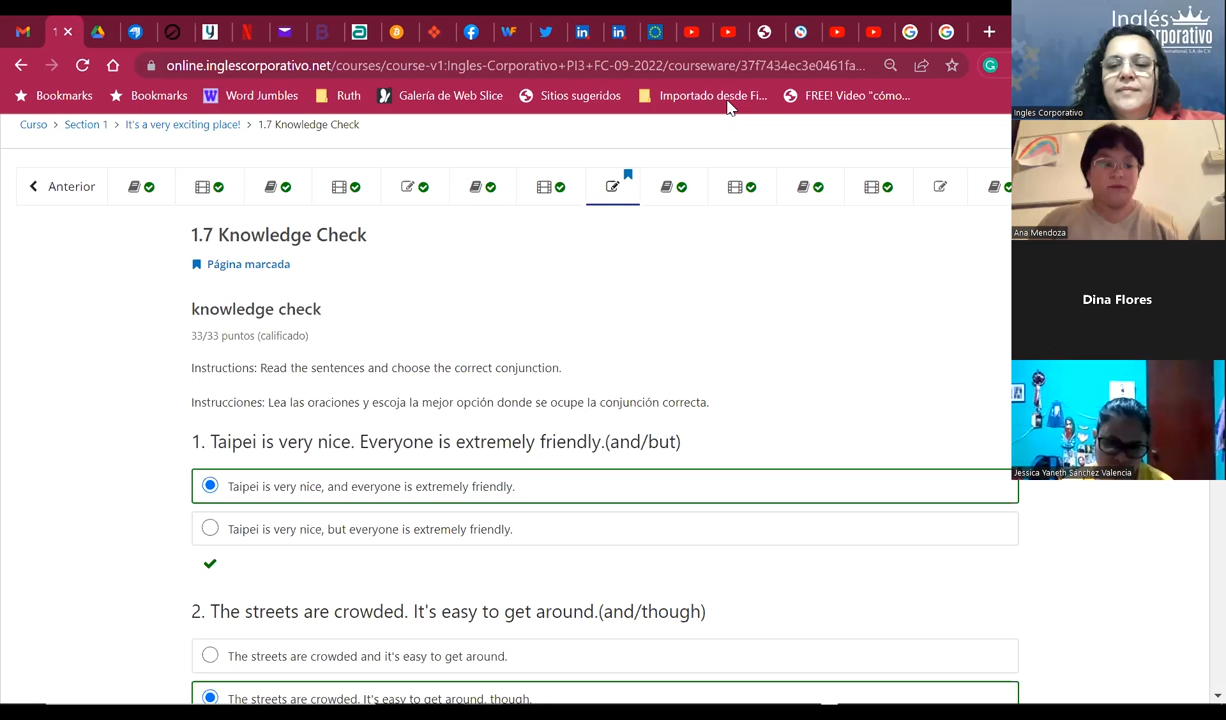 1
online.inglescorporativo.net/courses/course-v1:Ingles-Corporativo+PI3+FC-09-2022/courseware/37f7434ec3e0461fa...
Bookmarks Bookmarks Word Jumbles Ruth Galería de Web Slice Sitios sugeridos Importado desde Fi... FREE! Video "cómo...
Curso > Section 1 > It's a very exciting place! > 1.7 Knowledge Check
Anterior
1.7 Knowledge Check
Página marcada
knowledge check
33/33 puntos (calificado)
Instructions: Read the sentences and choose the correct conjunction.
Instrucciones: Lea las oraciones y escoja la mejor opción donde se ocupe la conjunción correcta.
1. Taipei is very nice. Everyone is extremely friendly.(and/but)
Taipei is very nice, and everyone is extremely friendly.
Taipei is very nice, but everyone is extremely friendly.
2. The streets are crowded. It's easy to get around.(and/though)
The streets are crowded and it's easy to get around.
The streets are crowded. It's easy to get around, though.
Inglés
Corporativo
International, S.A. de C.V.
Ingles Corporativo
Ana Mendoza
Dina Flores
Jessica Yaneth Sanchez Valencia